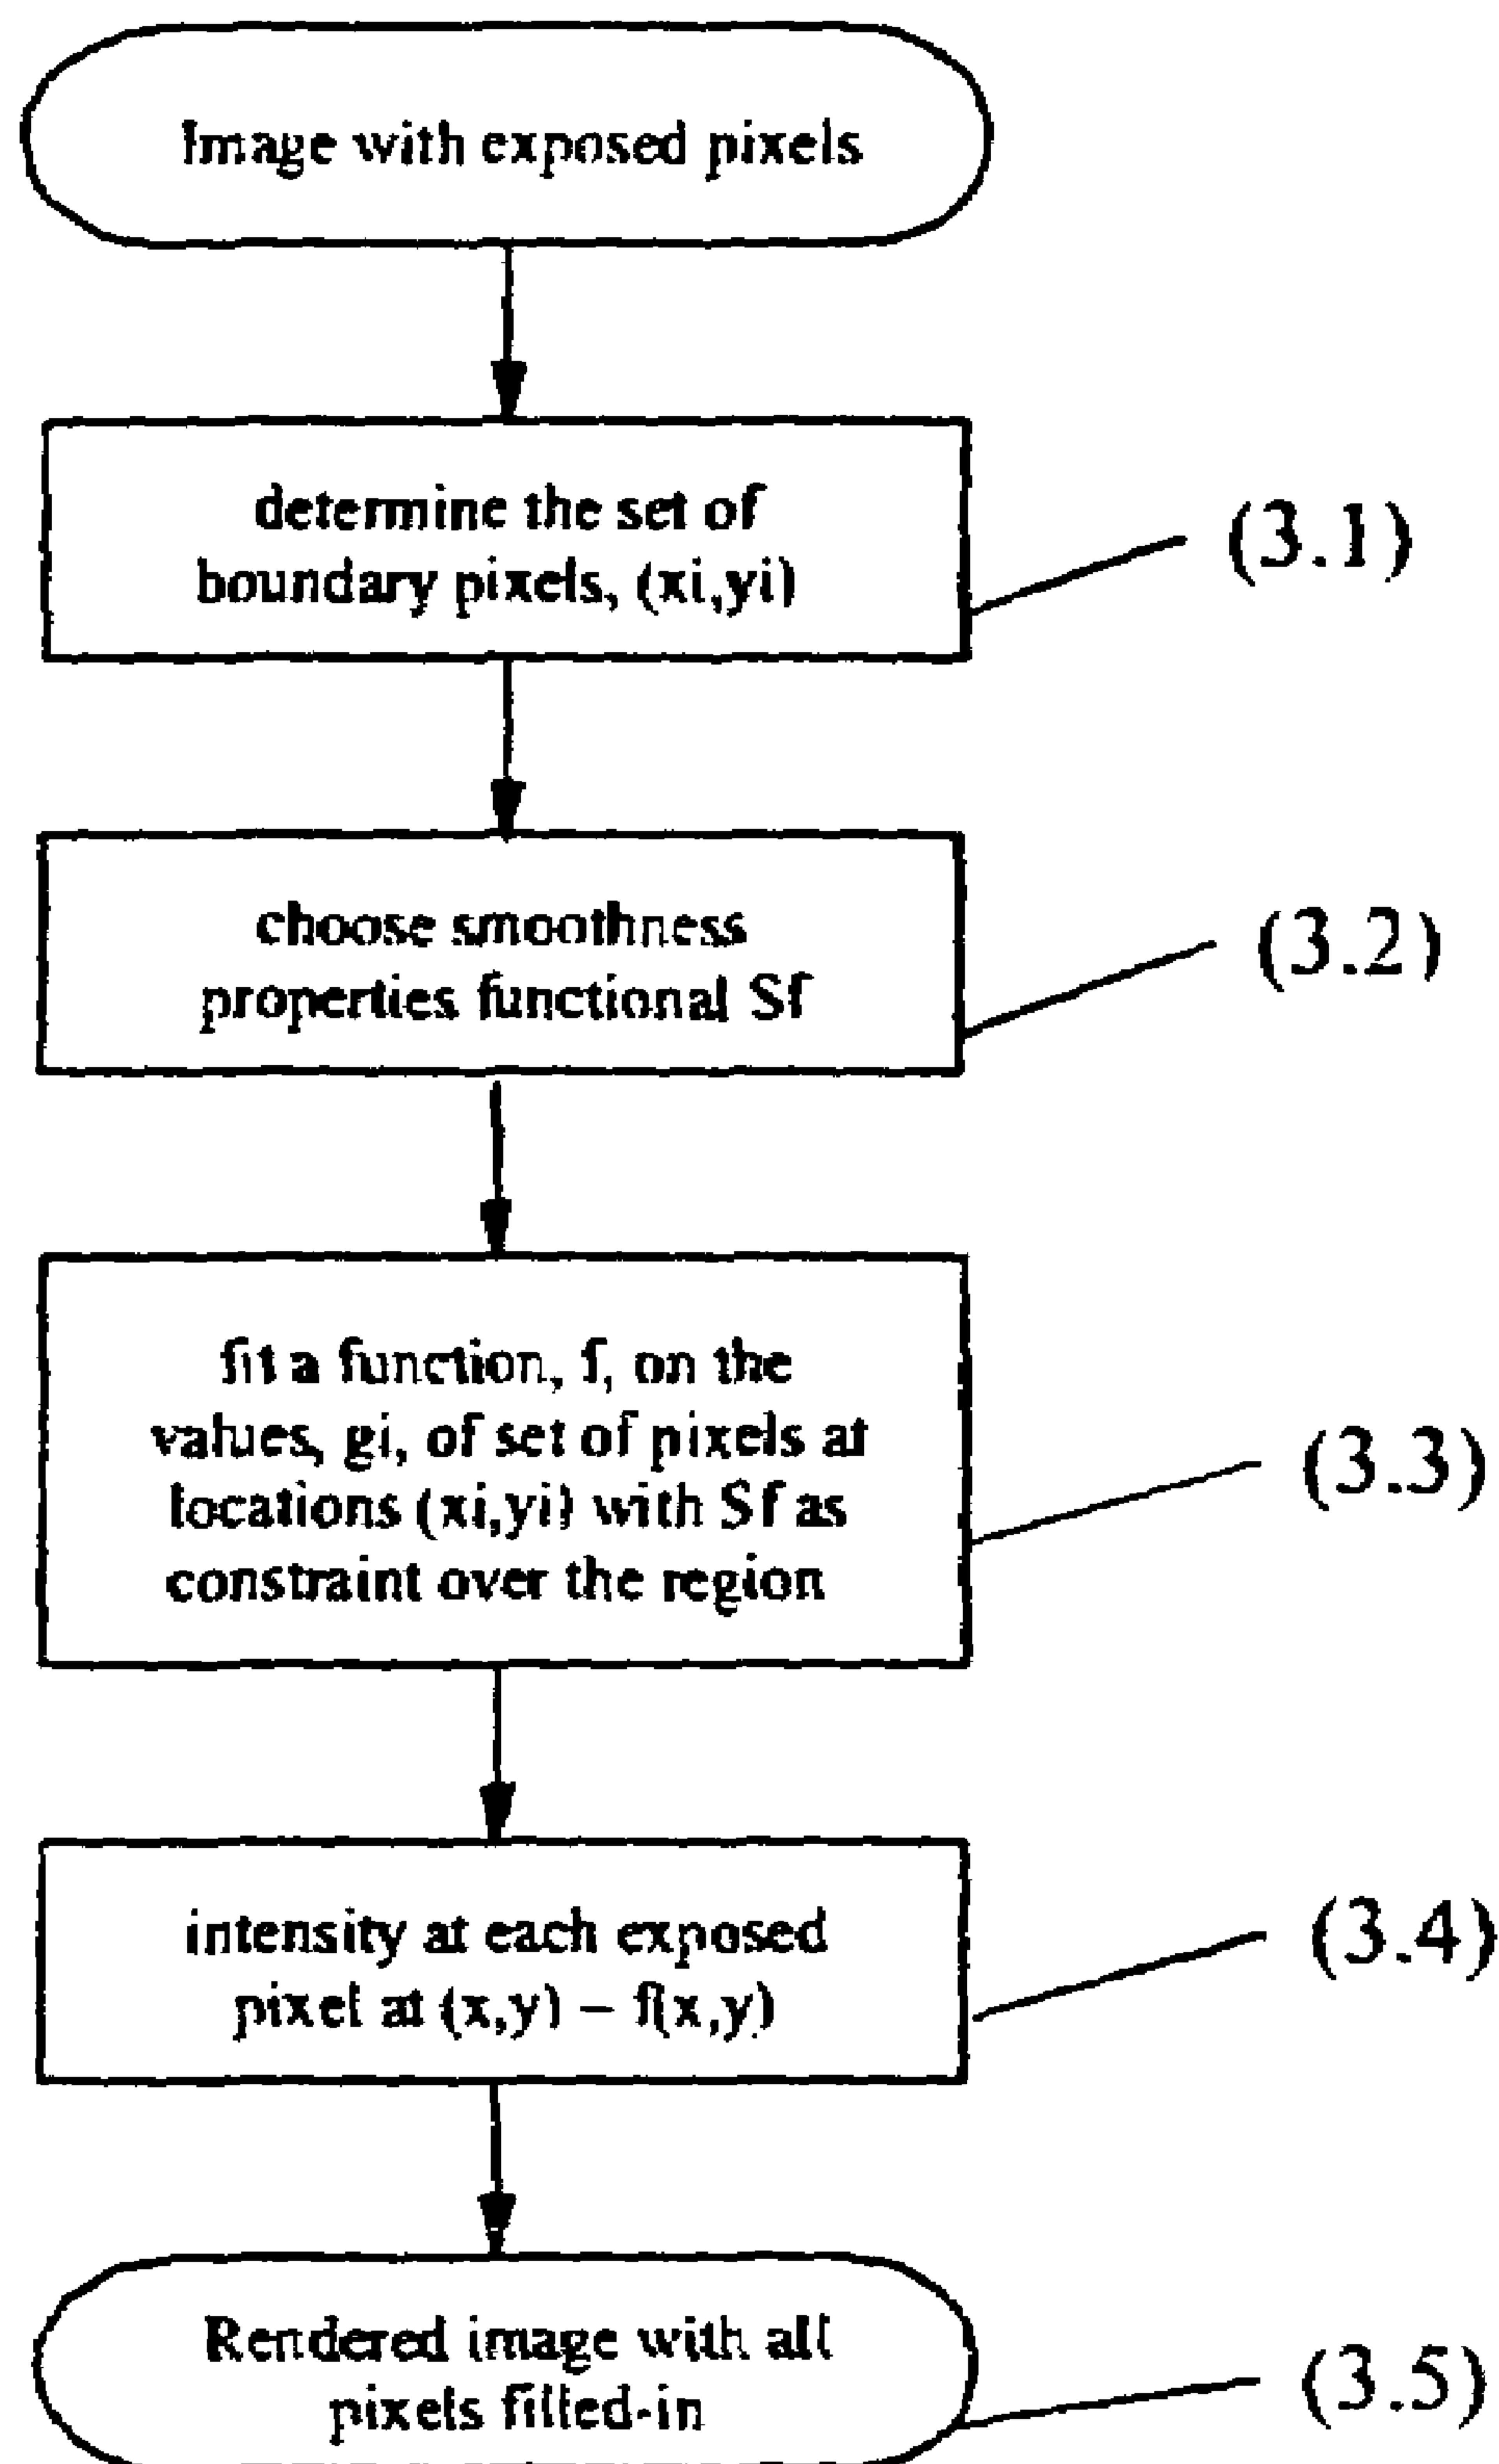 Image with exposed pixels
determine the set of
boundary pixels, (xi,yi)
(3.1)
choose smoothness
properties functional Sf
(3.2)
fit a function, f, on the
values, gi, of set of pixels at
locations (xi,yi) with Sf as
constraint over the region
(3.3)
intensity at each exposed
pixel at (x,y) – f(x,y)
(3.4)
Rendered image with all
pixels filled-in
(3.5)